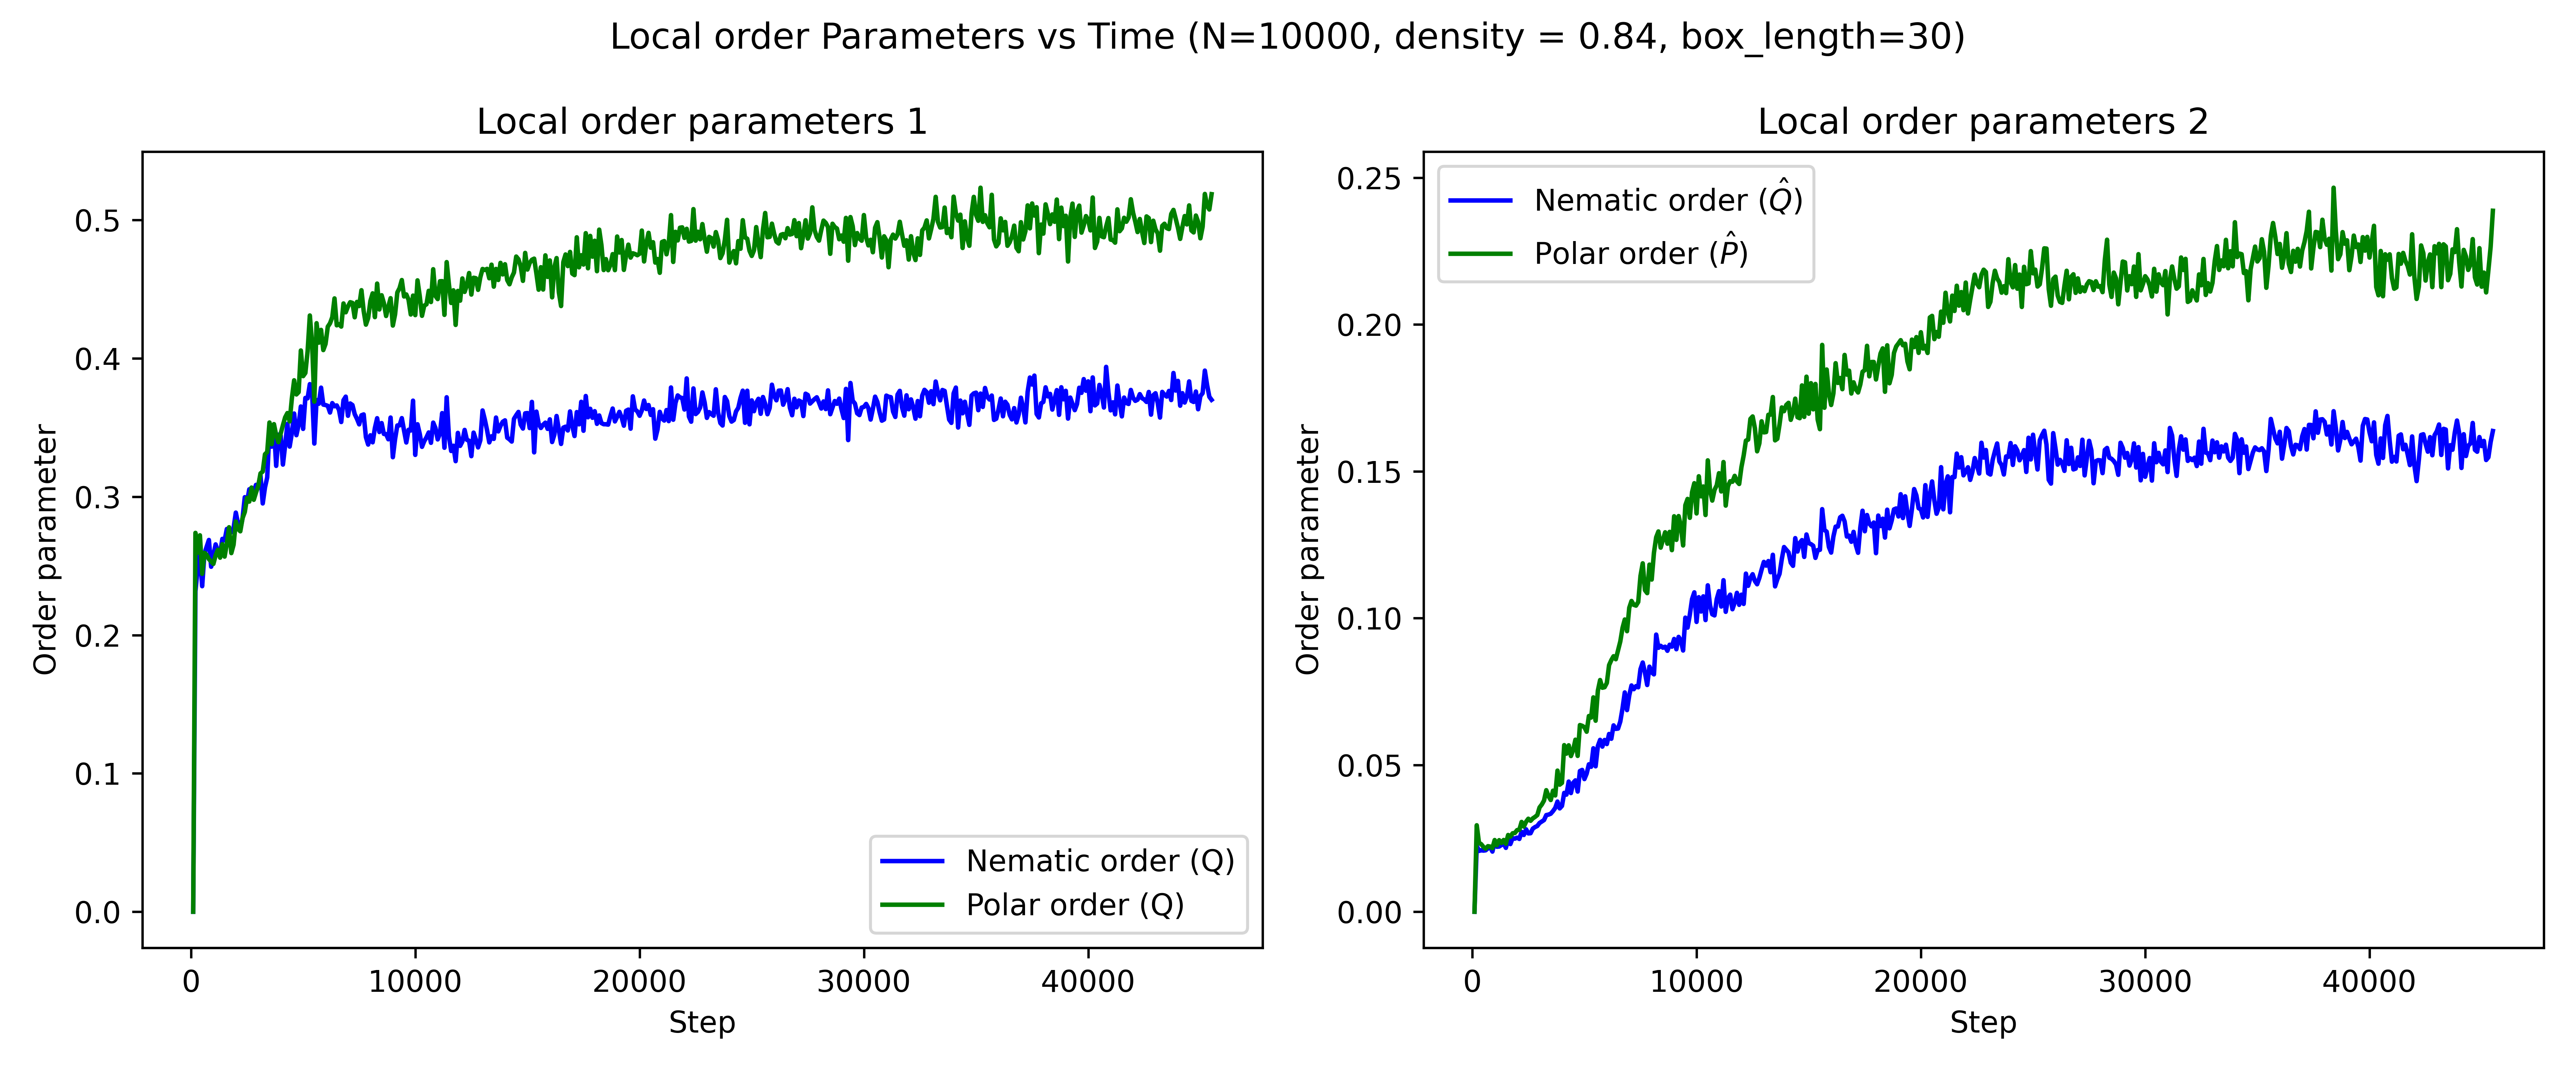 Local order Parameters vs Time (N=10000, density = 0.84, box_length=30)
Local order parameters 1
Order parameter
0.5
0.4
0.3
0.2
0.1
0.0
Nematic order (Q)
Polar order (Q)
0
10000
20000
30000
40000
Step
Local order parameters 2
Order parameter
0.25
0.20
0.15
0.10
0.05
0.00
Nematic order (Q̂)
Polar order (P̂)
0
10000
20000
30000
40000
Step